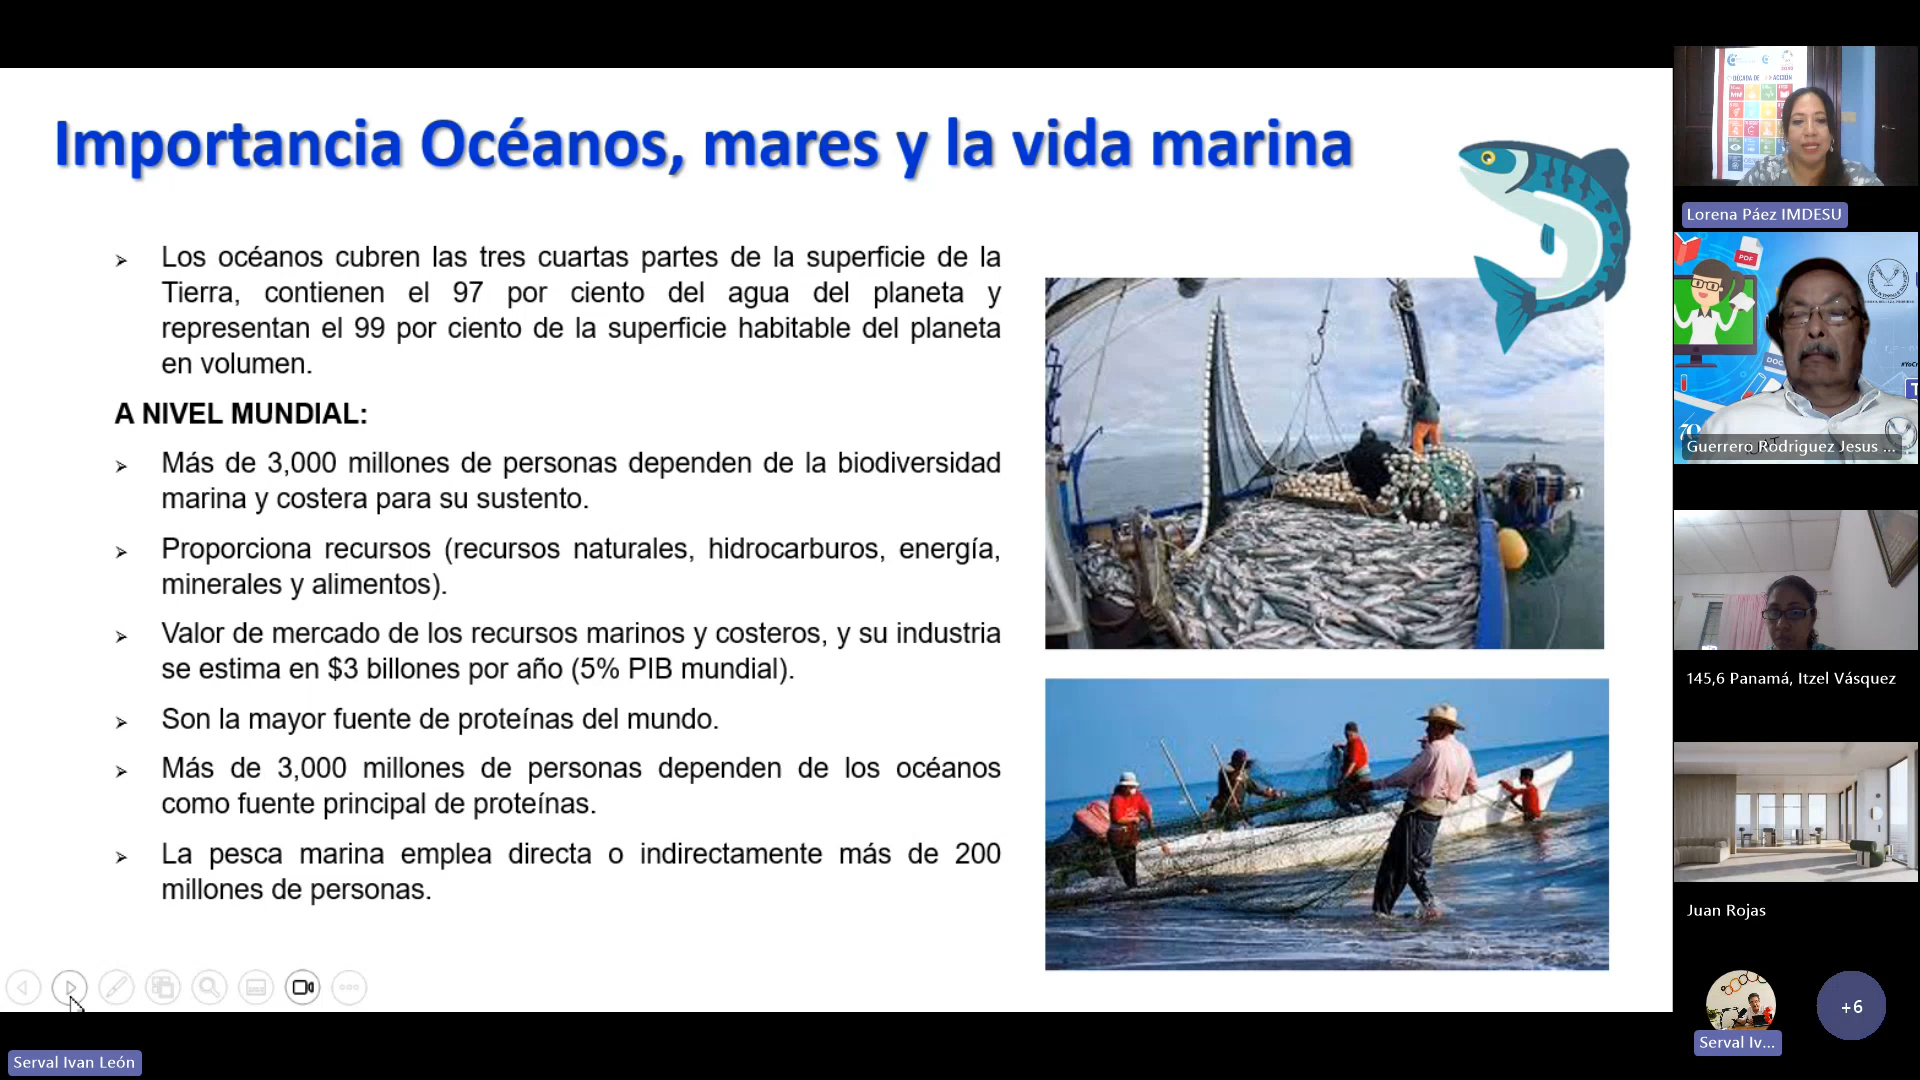 Importancia Océanos, mares y la vida marina
Los océanos cubren las tres cuartas partes de la superficie de la
Tierra, contienen el 97 por ciento del agua del planeta y
representan el 99 por ciento de la superficie habitable del planeta
en volumen.
A NIVEL MUNDIAL:
Más de 3,000 millones de personas dependen de la biodiversidad
marina y costera para su sustento.
Proporciona recursos (recursos naturales, hidrocarburos, energía,
minerales y alimentos).
Valor de mercado de los recursos marinos y costeros, y su industria
se estima en $3 billones por año (5% PIB mundial).
Son la mayor fuente de proteínas del mundo.
Más de 3,000 millones de personas dependen de los océanos
como fuente principal de proteínas.
La pesca marina emplea directa o indirectamente más de 200
millones de personas.
Serval Ivan León
DÉCADA DE ACCIÓN
Lorena Páez IMDESU
PDF
DOC
Guerrero Rodriguez Jesus ...
145,6 Panamá, Itzel Vásquez
Juan Rojas
Serval Iv...
+6